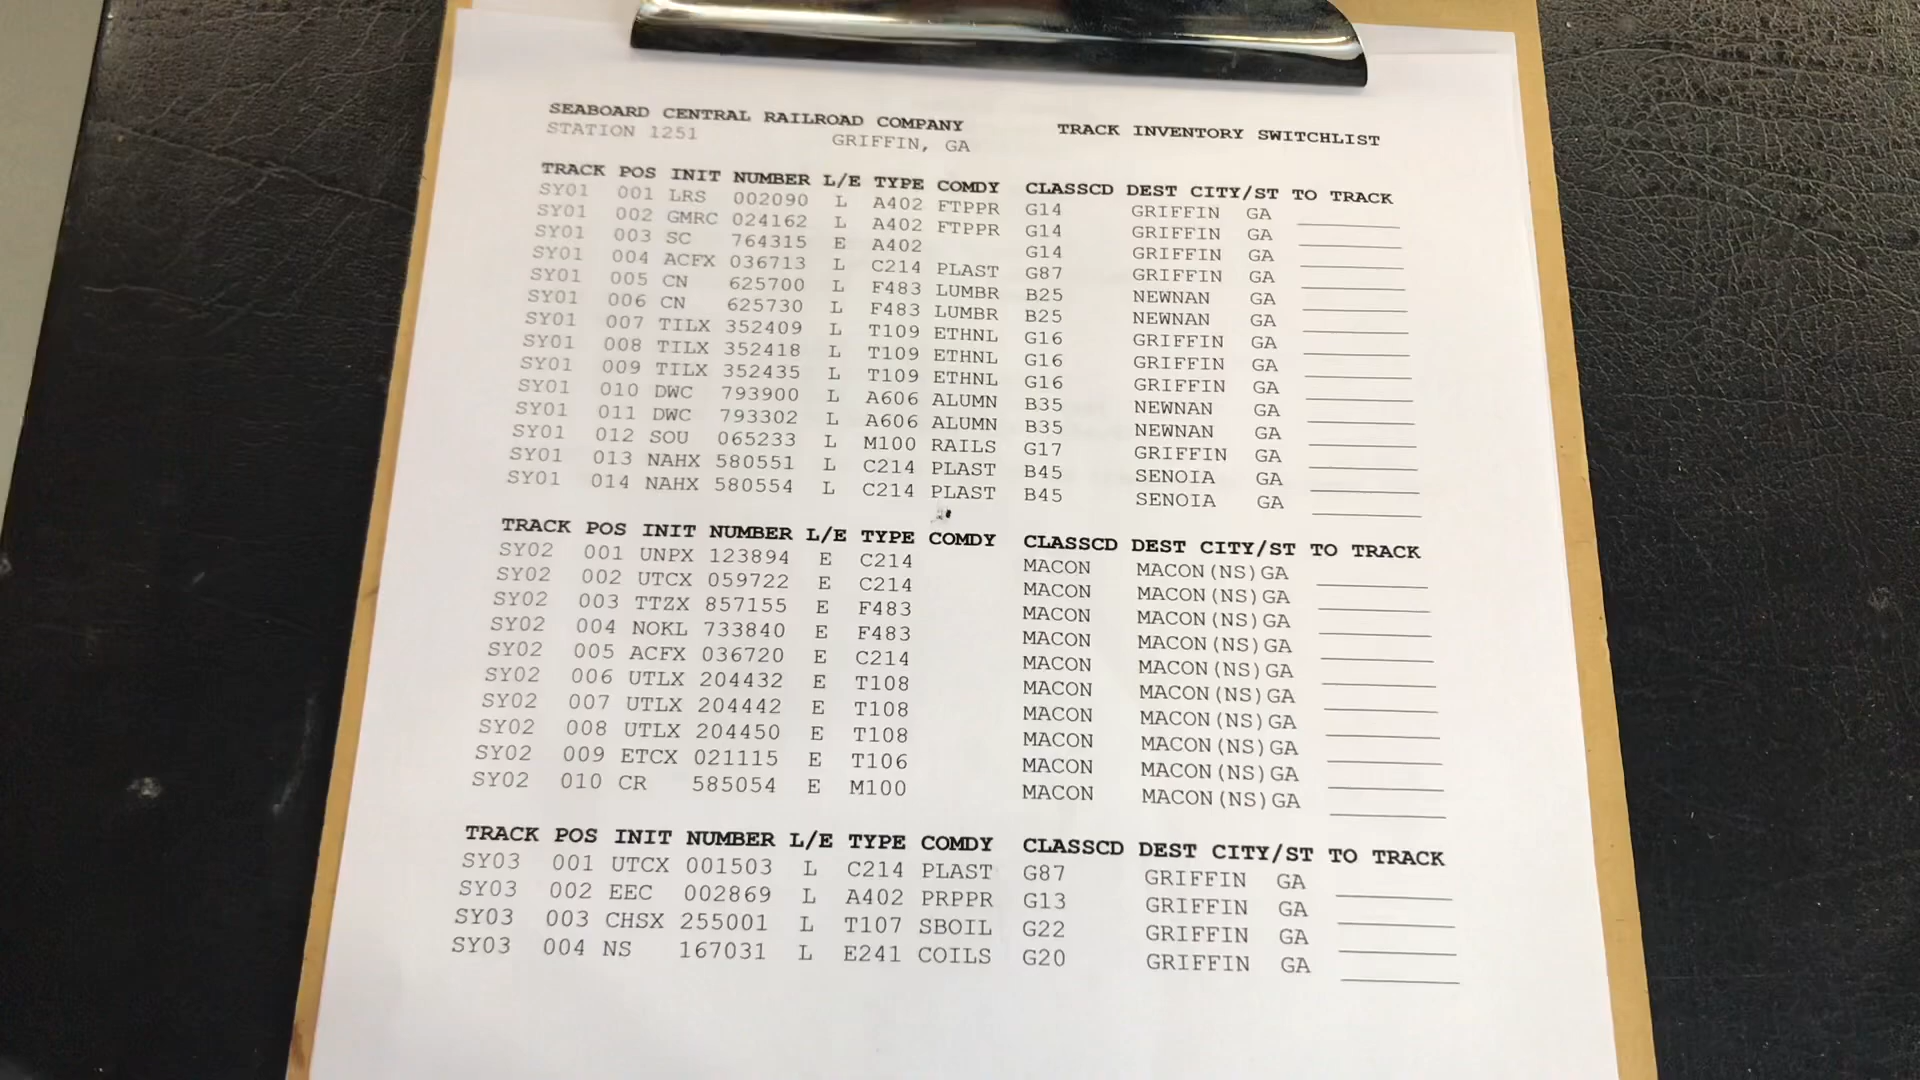 SEABOARD CENTRAL RAILROAD COMPANY TRACK INVENTORY SWITCHLIST
STATION 1251 GRIFFIN, GA
TRACK POS INIT NUMBER L/E TYPE COMDY CLASSCD DEST CITY/ST TO TRACK
SY01 001 LRS 002090 L A402 FTPPR G14 GRIFFIN GA
SY01 002 GMRC 024162 L A402 FTPPR G14 GRIFFIN GA
SY01 003 SC 764315 E A402 G14 GRIFFIN GA
SY01 004 ACFX 036713 L C214 PLAST G87 GRIFFIN GA
SY01 005 CN 625700 L F483 LUMBR B25 NEWNAN GA
SY01 006 CN 625730 L F483 LUMBR B25 NEWNAN GA
SY01 007 TILX 352409 L T109 ETHNL G16 GRIFFIN GA
SY01 008 TILX 352418 L T109 ETHNL G16 GRIFFIN GA
SY01 009 TILX 352435 L T109 ETHNL G16 GRIFFIN GA
SY01 010 DWC 793900 L A606 ALUMN B35 NEWNAN GA
SY01 011 DWC 793302 L A606 ALUMN B35 NEWNAN GA
SY01 012 SOU 065233 L M100 RAILS G17 GRIFFIN GA
SY01 013 NAHX 580551 L C214 PLAST B45 SENOIA GA
SY01 014 NAHX 580554 L C214 PLAST B45 SENOIA GA
TRACK POS INIT NUMBER L/E TYPE COMDY CLASSCD DEST CITY/ST TO TRACK
SY02 001 UNPX 123894 E C214 MACON MACON(NS)GA
SY02 002 UTCX 059722 E C214 MACON MACON(NS)GA
SY02 003 TTZX 857155 E F483 MACON MACON(NS)GA
SY02 004 NOKL 733840 E F483 MACON MACON(NS)GA
SY02 005 ACFX 036720 E C214 MACON MACON(NS)GA
SY02 006 UTLX 204432 E T108 MACON MACON(NS)GA
SY02 007 UTLX 204442 E T108 MACON MACON(NS)GA
SY02 008 UTLX 204450 E T108 MACON MACON(NS)GA
SY02 009 ETCX 021115 E T106 MACON MACON(NS)GA
SY02 010 CR 585054 E M100 MACON MACON(NS)GA
TRACK POS INIT NUMBER L/E TYPE COMDY CLASSCD DEST CITY/ST TO TRACK
SY03 001 UTCX 001503 L C214 PLAST G87 GRIFFIN GA
SY03 002 EEC 002869 L A402 PRPPR G13 GRIFFIN GA
SY03 003 CHSX 255001 L T107 SBOIL G22 GRIFFIN GA
SY03 004 NS 167031 L E241 COILS G20 GRIFFIN GA